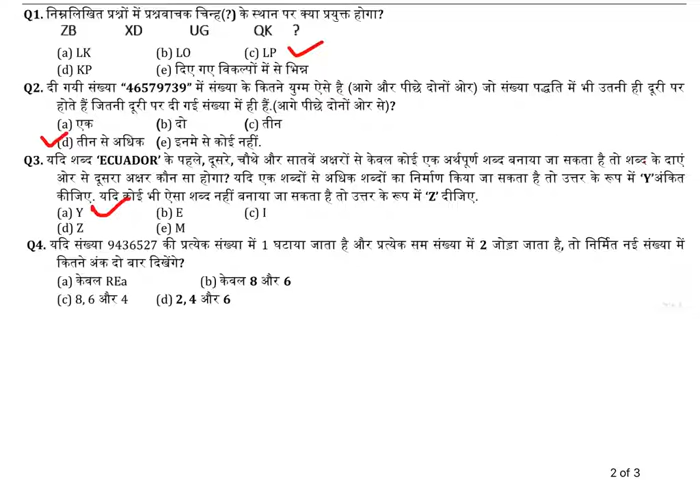 Q1. निम्नलिखित प्रश्नों में प्रश्नवाचक चिन्ह(?) के स्थान पर क्या प्रयुक्त होगा?
ZB XD UG QK ?
(a) LK (b) LO (c) LP
(d) KP (e) दिए गए विकल्पों में से भिन्न
Q2. दी गयी संख्या “46579739” में संख्या के कितने युग्म ऐसे है (आगे और पीछे दोनों ओर) जो संख्या पद्धति में भी उतनी ही दूरी पर
होते हैं जितनी दूरी पर दी गई संख्या में ही हैं.(आगे पीछे दोनों ओर से)?
(a) एक (b) दो (c) तीन
(d) तीन से अधिक (e) इनमे से कोई नहीं.
Q3. यदि शब्द ‘ECUADOR’ के पहले, दूसरे, चौथे और सातवें अक्षरों से केवल कोई एक अर्थपूर्ण शब्द बनाया जा सकता है तो शब्द के दाएं
ओर से दूसरा अक्षर कौन सा होगा? यदि एक शब्दों से अधिक शब्दों का निर्माण किया जा सकता है तो उत्तर के रूप में ‘Y’अंकित
कीजिए. यदि कोई भी ऐसा शब्द नहीं बनाया जा सकता है तो उत्तर के रूप में ‘Z’ दीजिए.
(a) Y (b) E (c) I
(d) Z (e) M
Q4. यदि संख्या 9436527 की प्रत्येक संख्या में 1 घटाया जाता है और प्रत्येक सम संख्या में 2 जोड़ा जाता है, तो निर्मित नई संख्या में
कितने अंक दो बार दिखेंगे?
(a) केवल REa (b) केवल 8 और 6
(c) 8, 6 और 4 (d) 2, 4 और 6
2 of 3